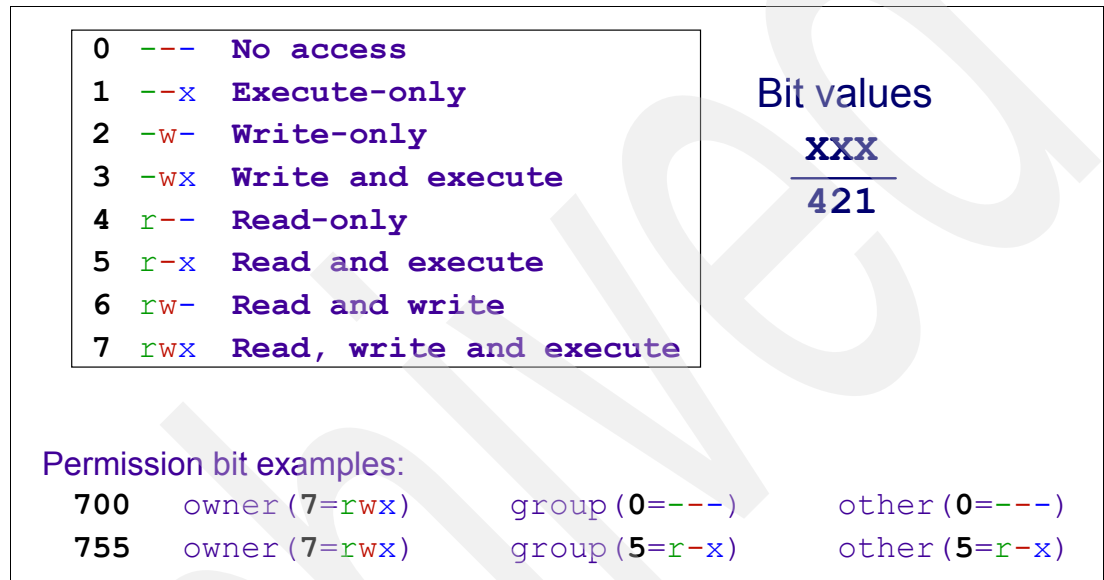 0 --- No access
1 --x Execute-only
2 -w- Write-only
3 -wx Write and execute
4 r-- Read-only
5 r-x Read and execute
6 rw- Read and write
7 rwx Read, write and execute
Bit values
xxx
421
Permission bit examples:
700 owner(7=rwx) group(0=---) other(0=---)
755 owner(7=rwx) group(5=r-x) other(5=r-x)